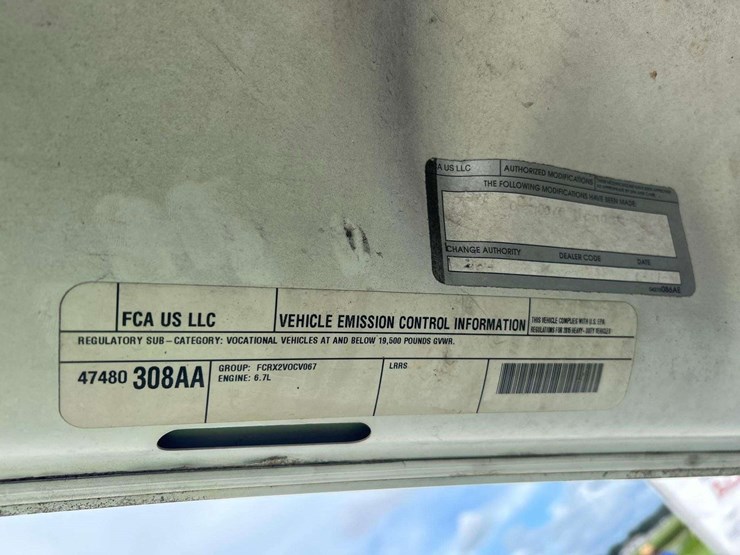 A US LLC
AUTHORIZED MODIFICATIONS
THE FOLLOWING MODIFICATIONS HAVE BEEN MADE
CHANGE AUTHORITY DEALER CODE DATE
FCA US LLC
VEHICLE EMISSION CONTROL INFORMATION
THIS VEHICLE COMPLIES WITH U.S. EPA
REGULATIONS FOR 2015 HEAVY-DUTY VEHICLES
REGULATORY SUB-CATEGORY: VOCATIONAL VEHICLES AT AND BELOW 19,500 POUNDS GVWR.
47480 308AA
GROUP: FCRX2VOCV067
ENGINE: 6.7L
LRRS